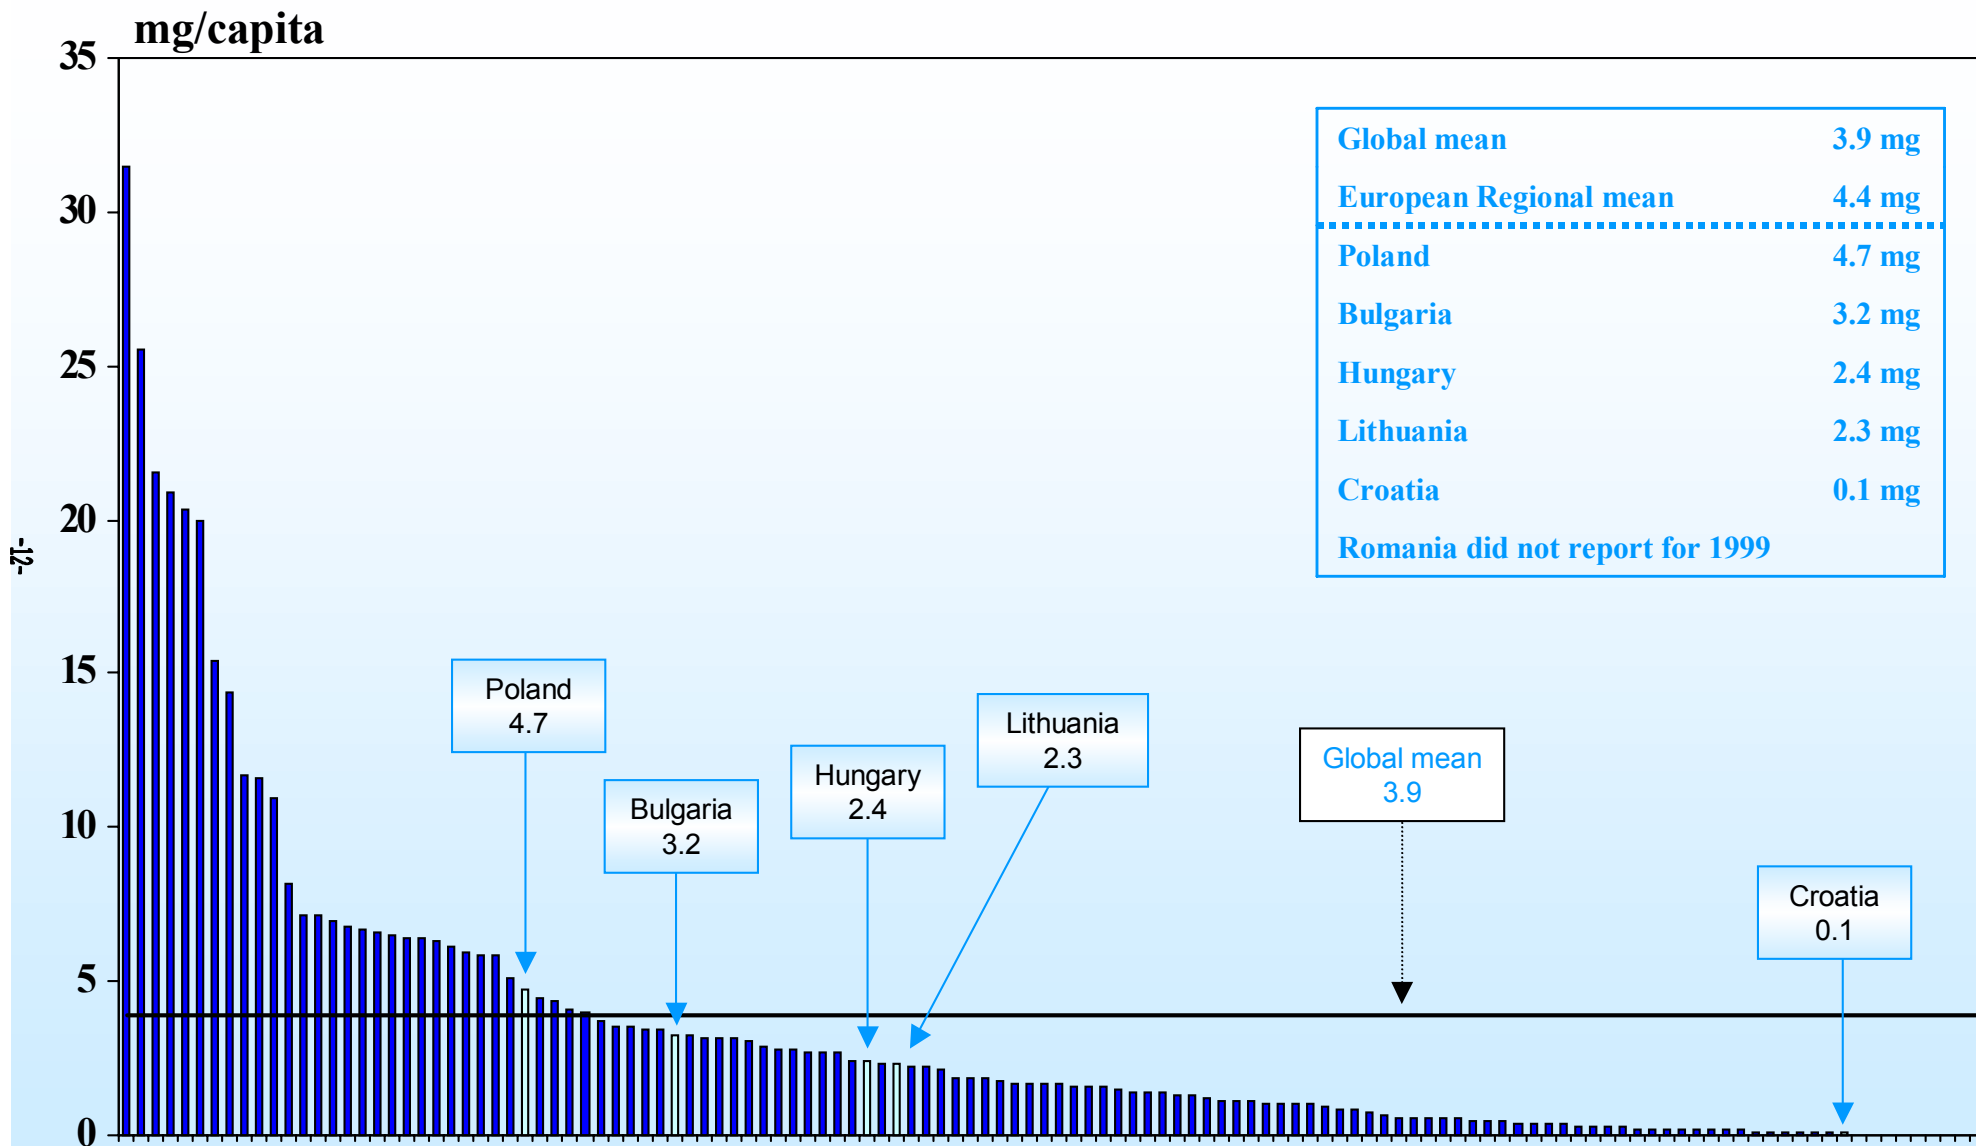 mg/capita
35
30
25
20
15
10
5
0
-12-
Global mean 3.9 mg
European Regional mean 4.4 mg
Poland 4.7 mg
Bulgaria 3.2 mg
Hungary 2.4 mg
Lithuania 2.3 mg
Croatia 0.1 mg
Romania did not report for 1999
Poland
4.7
Bulgaria
3.2
Hungary
2.4
Lithuania
2.3
Global mean
3.9
Croatia
0.1